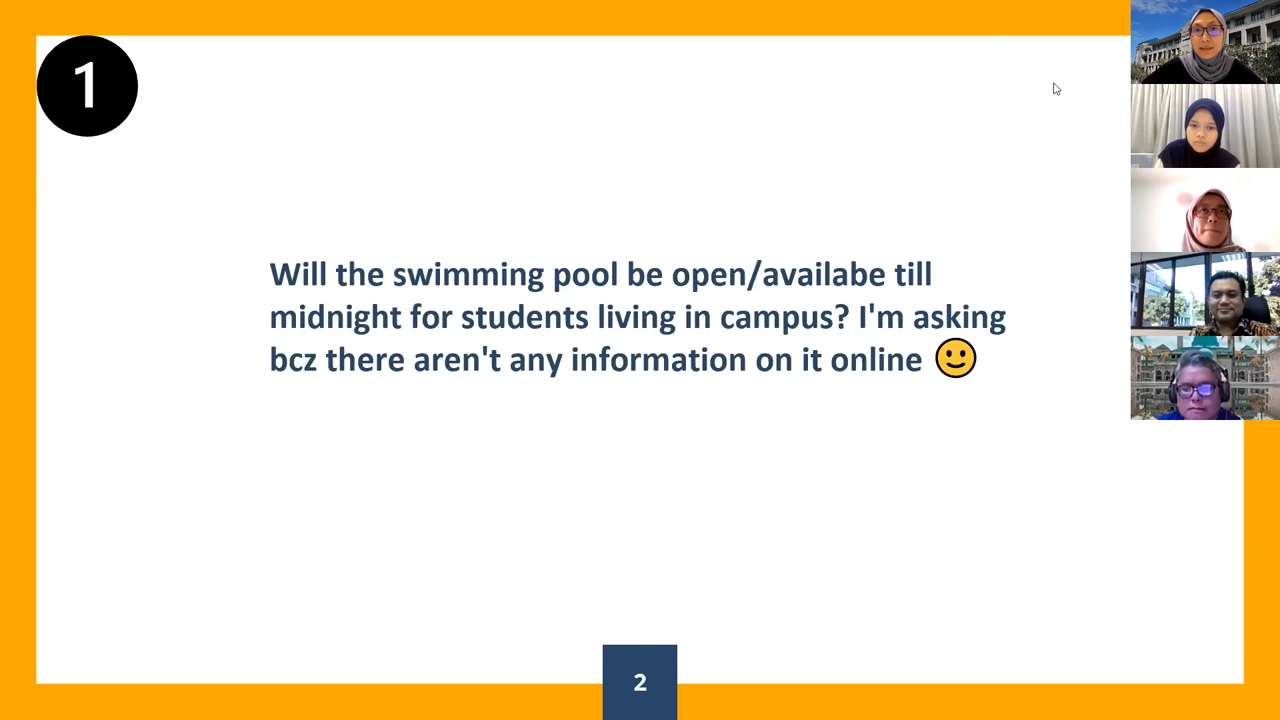 1
Will the swimming pool be open/availabe till
midnight for students living in campus? I'm asking
bcz there aren't any information on it online 🙂
2